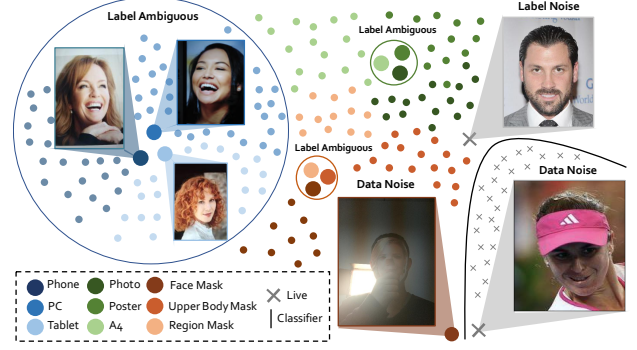 Label Ambiguous
Label Noise
Label Ambiguous
Label Ambiguous
Data Noise
Data Noise
Phone
Photo
Face Mask
Live
PC
Poster
Upper Body Mask
Classifier
Tablet
A4
Region Mask